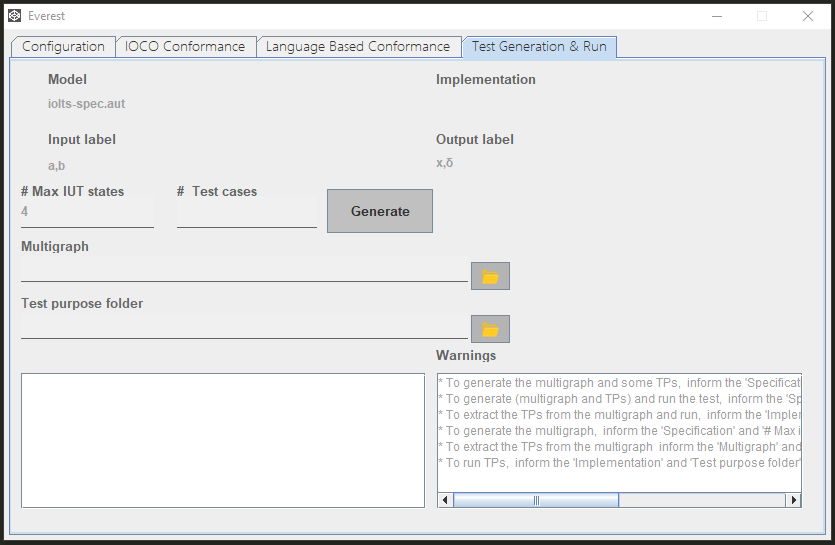 Everest
Configuration
IOCO Conformance
Language Based Conformance
Test Generation & Run
Model
Implementation
iolts-spec.aut
Input label
Output label
a,b
x,δ
# Max IUT states
# Test cases
4
Generate
Multigraph
Test purpose folder
Warnings
* To generate the multigraph and some TPs, inform the 'Specificati
* To generate (multigraph and TPs) and run the test, inform the 'Sp
* To extract the TPs from the multigraph and run, inform the 'Implen
* To generate the multigraph, inform the 'Specification' and '# Max i
* To extract the TPs from the multigraph inform the 'Multigraph' and
* To run TPs, inform the 'Implementation' and 'Test purpose folder'